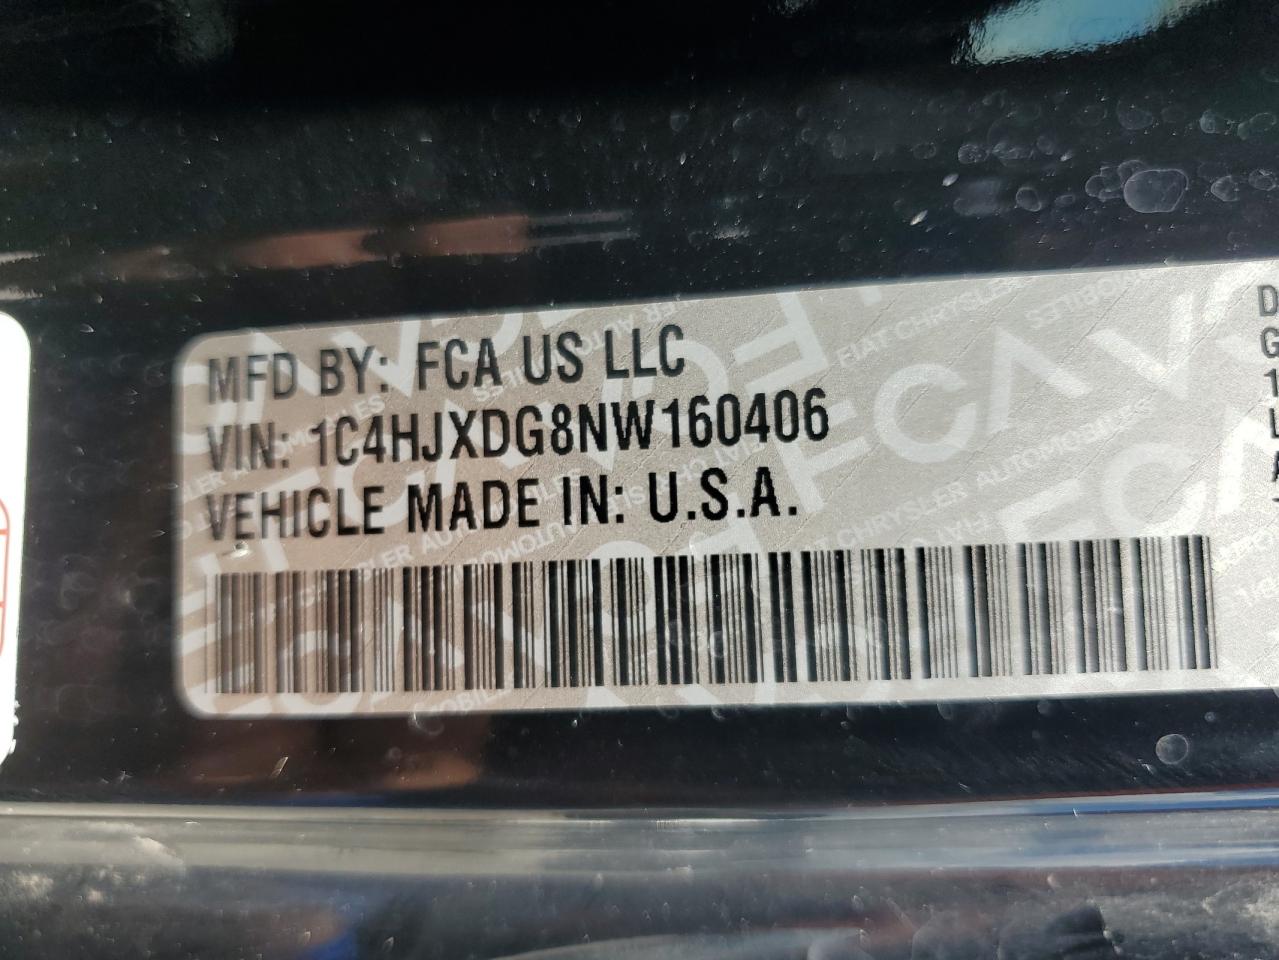 MFD BY: FCA US LLC
VIN: 1C4HJXDG8NW160406
VEHICLE MADE IN: U.S.A.